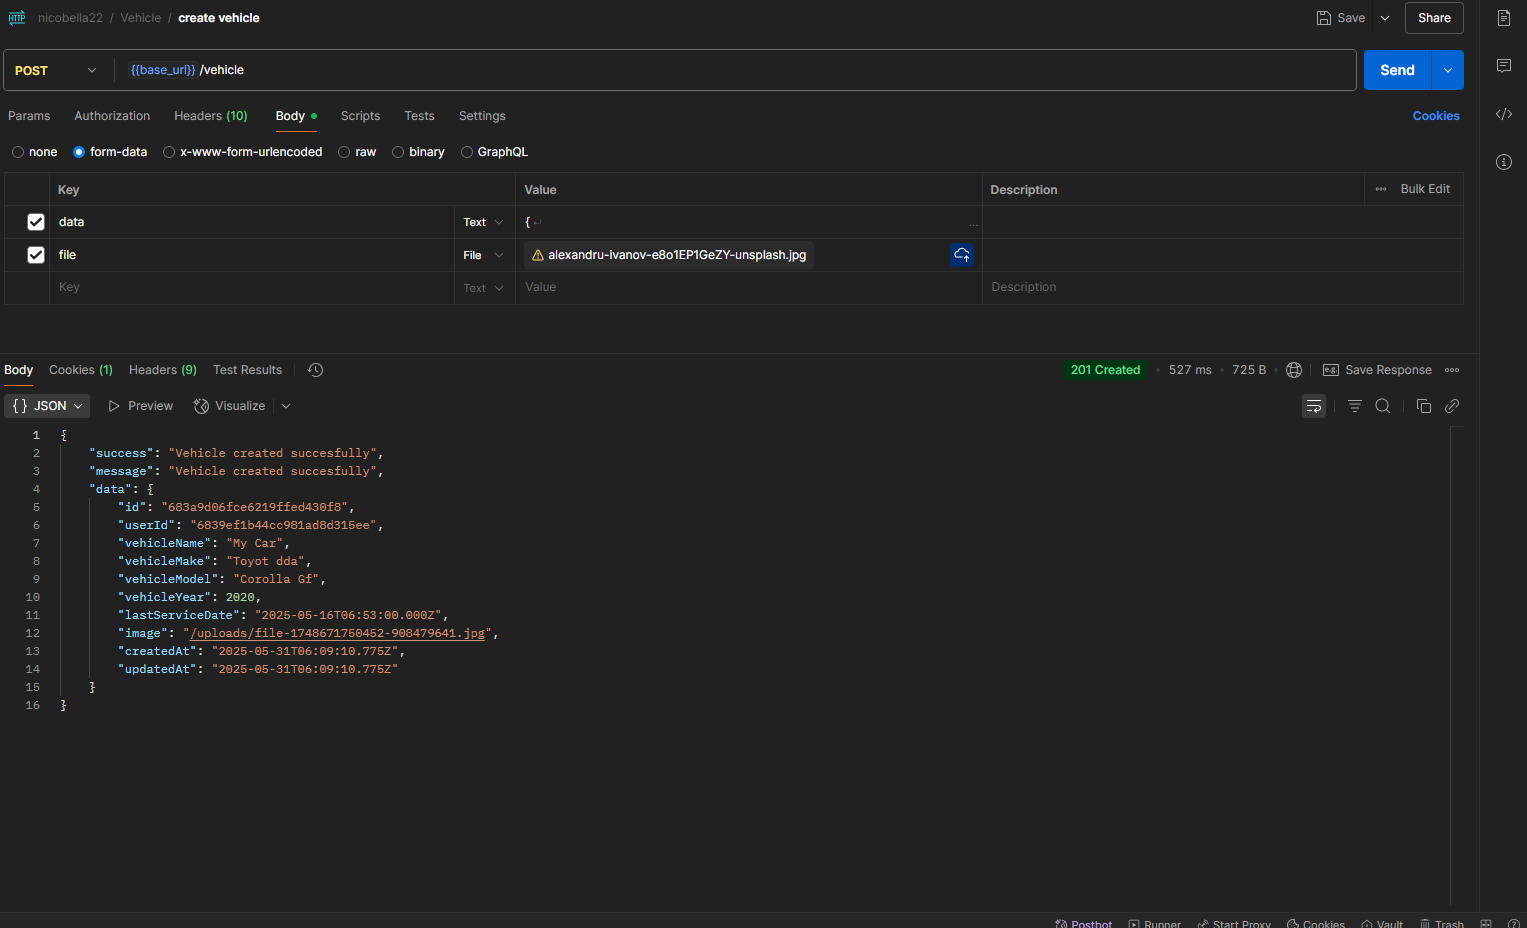 HTTP nicobella22 / Vehicle / create vehicle Save Share
POST {{base_url}} /vehicle Send
Params Authorization Headers (10) Body Scripts Tests Settings Cookies
none form-data x-www-form-urlencoded raw binary GraphQL
Key Value Description ••• Bulk Edit
data Text { ↵ ...
file File alexandru-ivanov-e8o1EP1GeZY-unsplash.jpg
Key Text Value Description
Body Cookies (1) Headers (9) Test Results 201 Created • 527 ms • 725 B • e.g. Save Response •••
{} JSON Preview Visualize
1 {
2 "success": "Vehicle created succesfully",
3 "message": "Vehicle created succesfully",
4 "data": {
5 "id": "683a9d06fce6219ffed430f8",
6 "userId": "6839ef1b44cc981ad8d315ee",
7 "vehicleName": "My Car",
8 "vehicleMake": "Toyot dda",
9 "vehicleModel": "Corolla Gf",
10 "vehicleYear": 2020,
11 "lastServiceDate": "2025-05-16T06:53:00.000Z",
12 "image": "/uploads/file-1748671750452-908479641.jpg",
13 "createdAt": "2025-05-31T06:09:10.775Z",
14 "updatedAt": "2025-05-31T06:09:10.775Z"
15 }
16 }
Postbot Runner Start Proxy Cookies Vault Trash